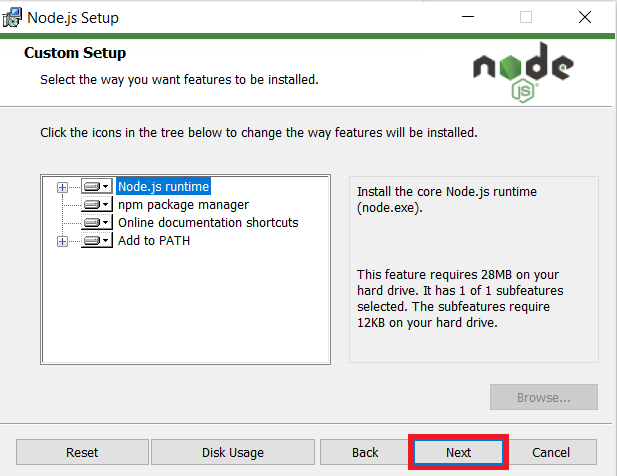 Node.js Setup
Custom Setup
Select the way you want features to be installed.
node
JS
Click the icons in the tree below to change the way features will be installed.
Node.js runtime
npm package manager
Online documentation shortcuts
Add to PATH
Install the core Node.js runtime
(node.exe).
This feature requires 28MB on your
hard drive. It has 1 of 1 subfeatures
selected. The subfeatures require
12KB on your hard drive.
Browse...
Reset
Disk Usage
Back
Next
Cancel